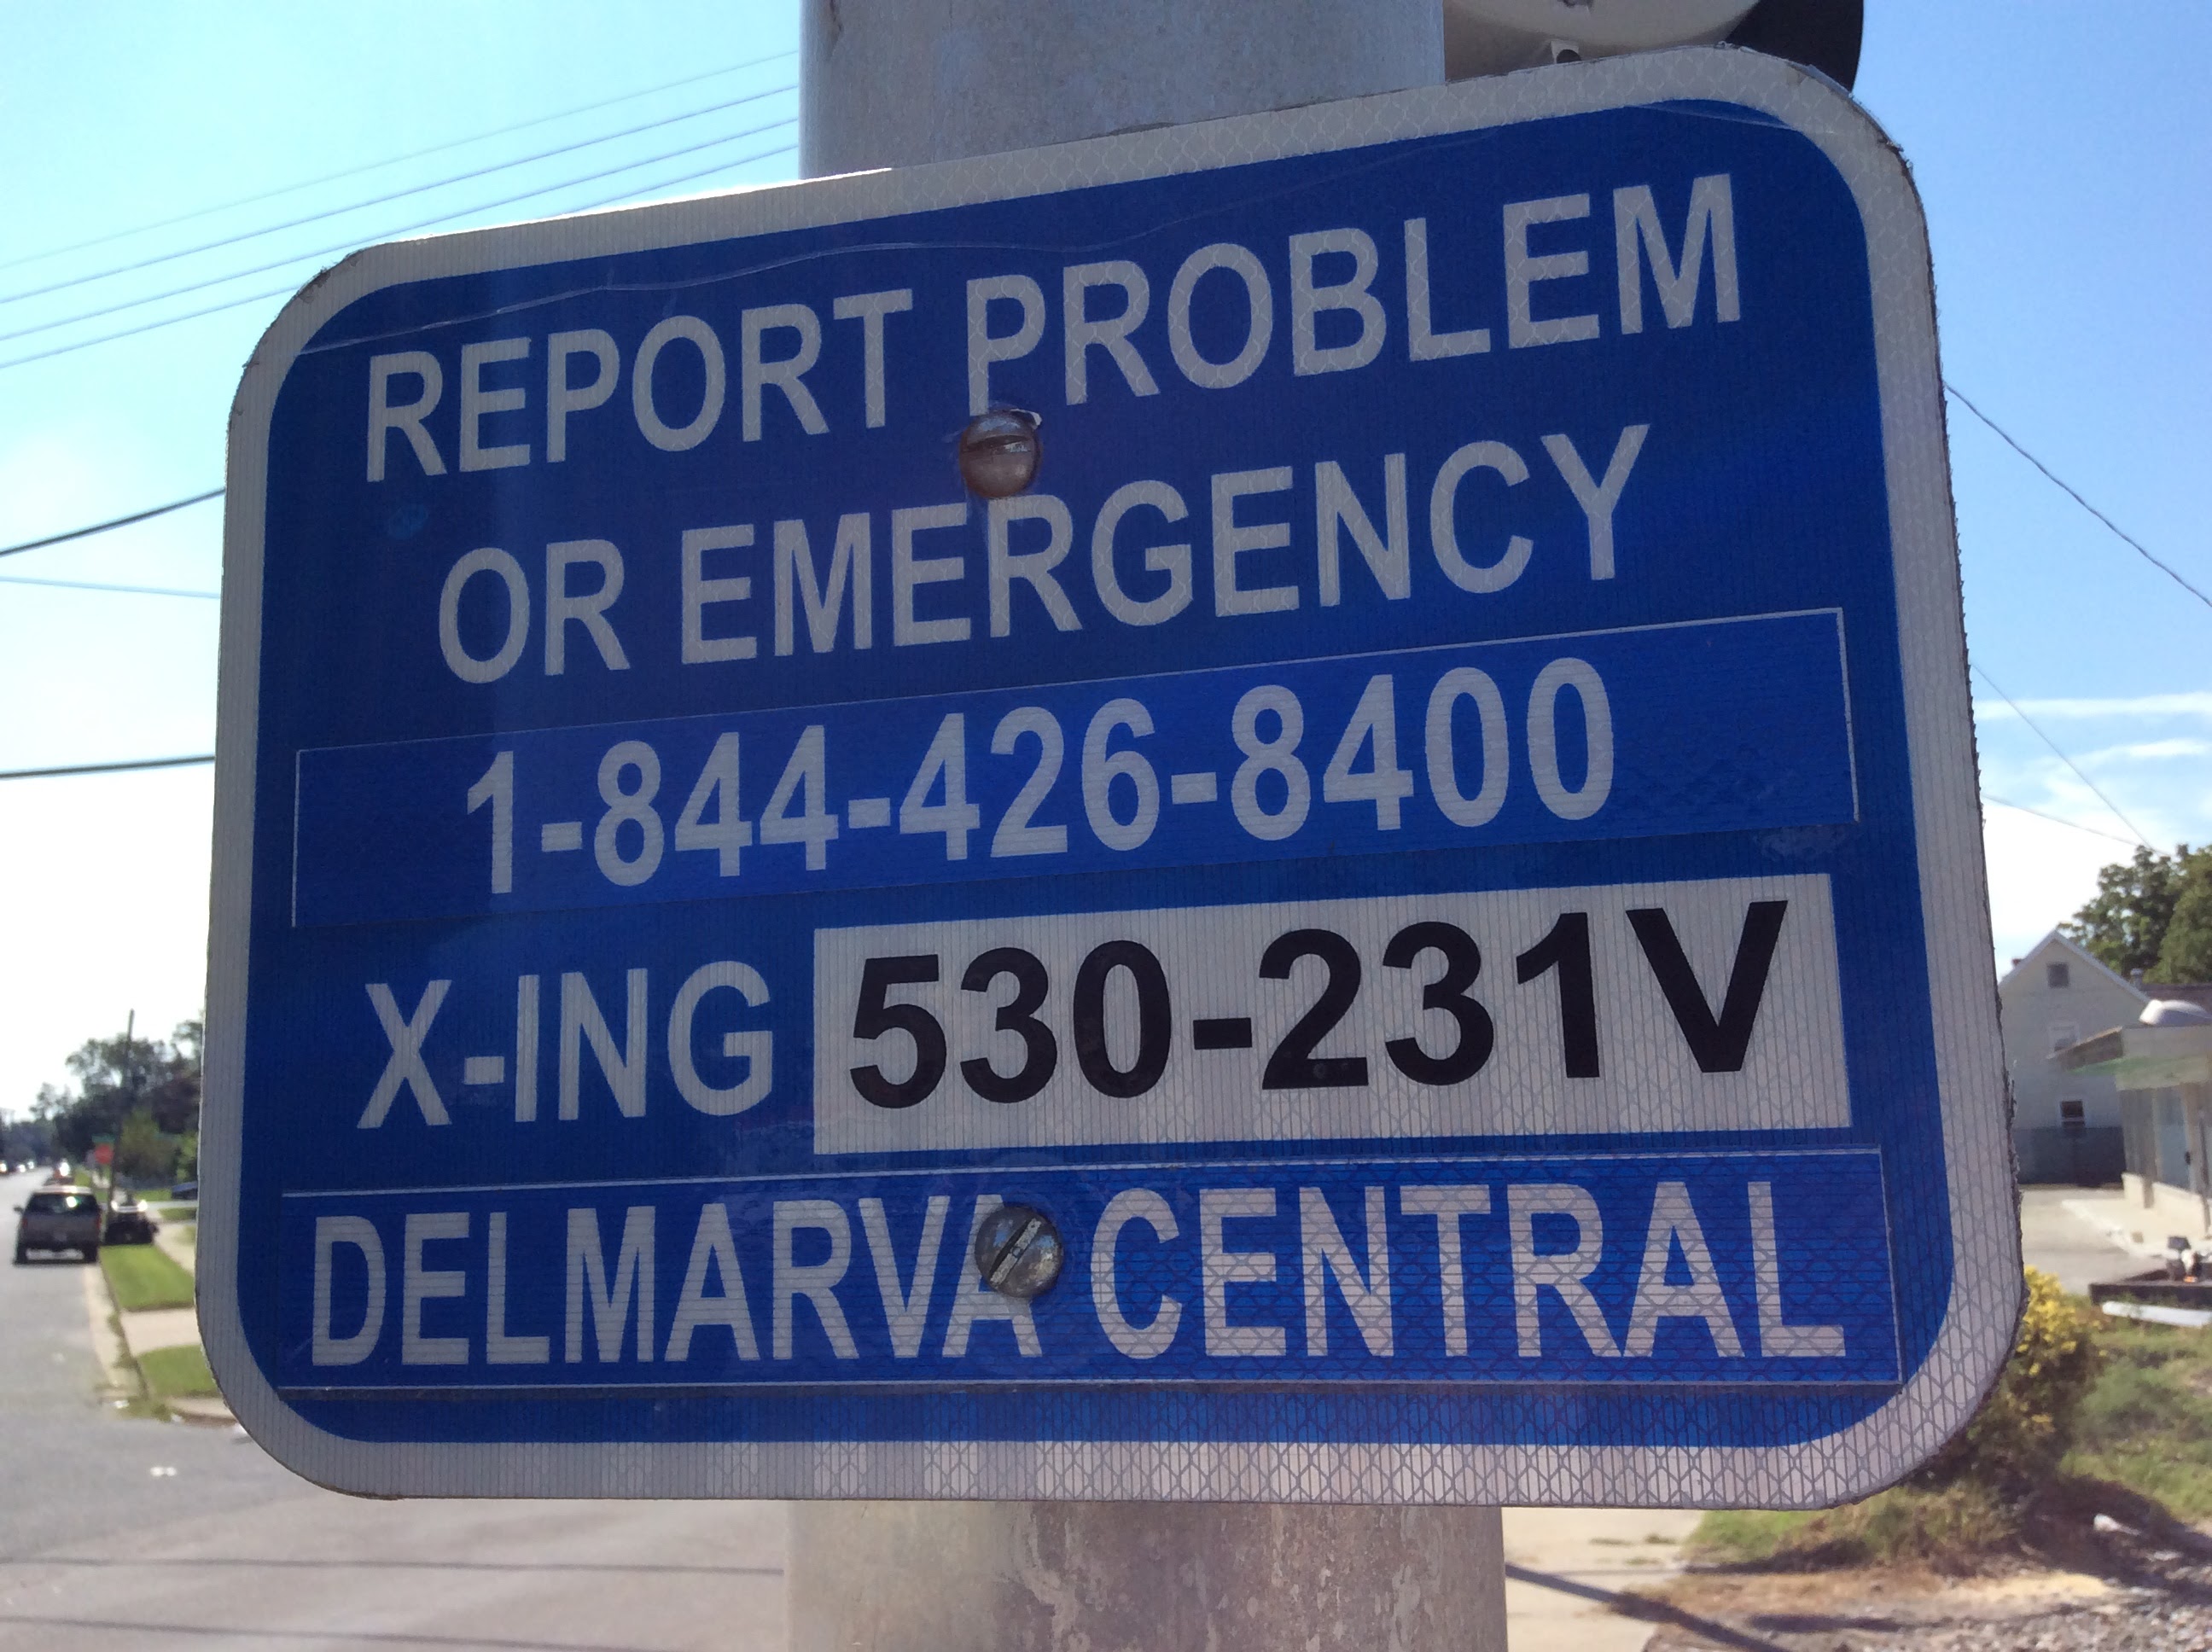 REPORT PROBLEM
OR EMERGENCY
1-844-426-8400
X-ING 530-231V
DELMARVA CENTRAL